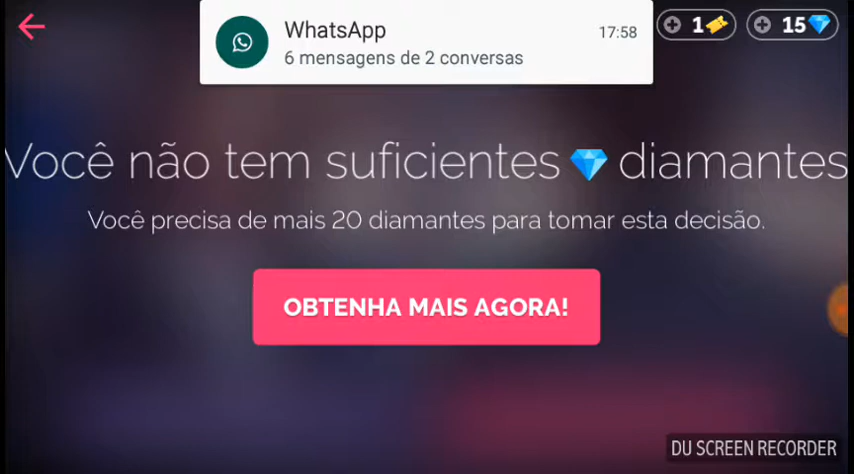 WhatsApp 17:58
6 mensagens de 2 conversas
1
15
Você não tem suficientes diamantes
Você precisa de mais 20 diamantes para tomar esta decisão.
OBTENHA MAIS AGORA!
DU SCREEN RECORDER